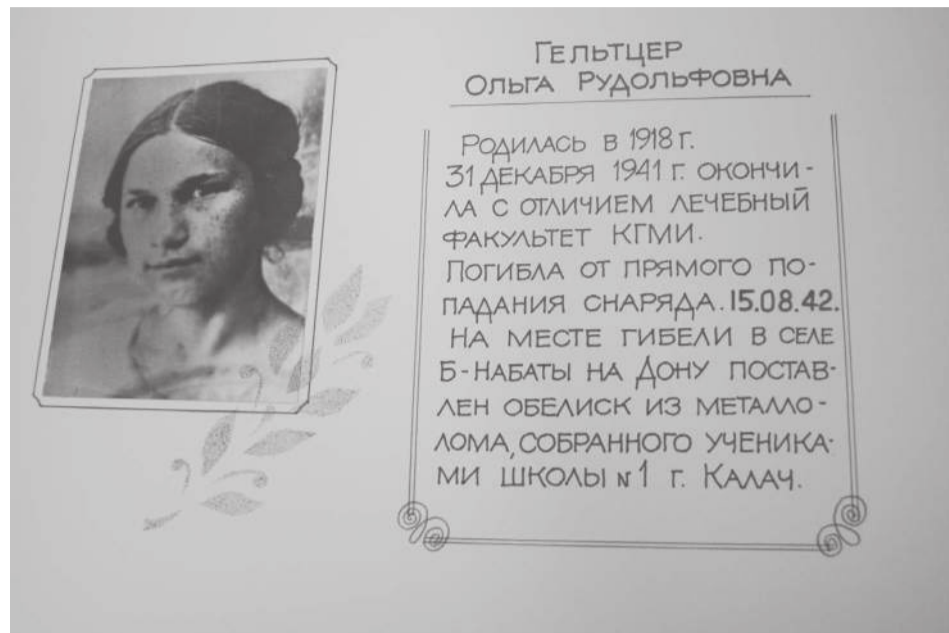 ГЕЛЬТЦЕР
ОЛЬГА РУДОЛЬФОВНА
РОДИЛАСЬ В 1918 Г.
31 ДЕКАБРЯ 1941 Г. ОКОНЧИ-
ЛА С ОТЛИЧИЕМ ЛЕЧЕБНЫЙ
ФАКУЛЬТЕТ КГМИ.
ПОГИБЛА ОТ ПРЯМОГО ПО-
ПАДАНИЯ СНАРЯДА. 15.08.42.
НА МЕСТЕ ГИБЕЛИ В СЕЛЕ
Б-НАБАТЫ НА ДОНУ ПОСТАВ-
ЛЕН ОБЕЛИСК ИЗ МЕТАЛЛО-
ЛОМА, СОБРАННОГО УЧЕНИКА-
МИ ШКОЛЫ №1 Г. КАЛАЧ.